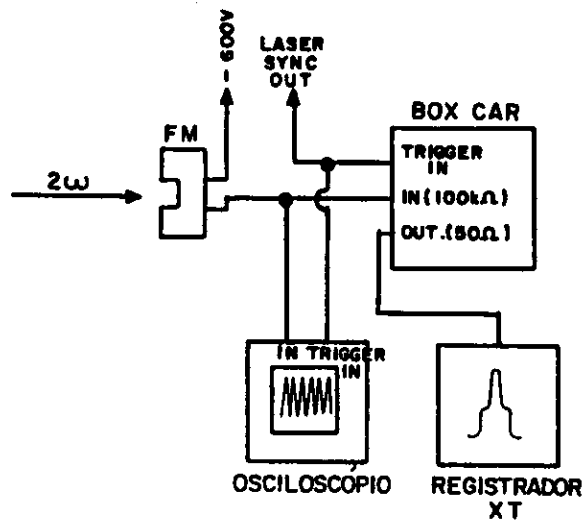 - 600V
LASER
SYNC
OUT
BOX CAR
FM
TRIGGER
IN
2ω
IN (100kΩ)
OUT.(50Ω)
IN TRIGGER
IN
OSCILOSCÓPIO
REGISTRADOR
XT